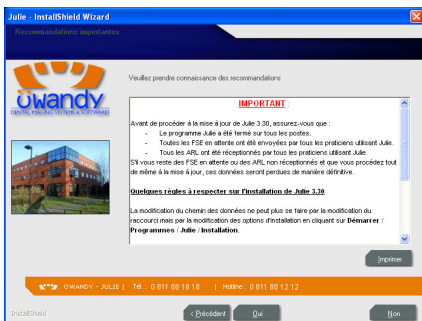 Julie - InstallShield Wizard
Recommandations importantes
Veuillez prendre connaissance des recommandations
owandy
DENTAL IMAGING SYSTEMS & SOFTWARE
IMPORTANT :
Avant de procéder à la mise à jour de Julie 3.30, assurez-vous que :
- Le programme Julie a été fermé sur tous les postes.
- Toutes les FSE en attente ont été envoyées par tous les praticiens utilisant Julie.
- Tous les ARL ont été réceptionnés par tous les praticiens utilisant Julie.
S'il vous reste des FSE en attente ou des ARL non réceptionnés et que vous procédez tout
de même à la mise à jour, ces données seront perdues de manière définitive.
Quelques règles à respecter sur l'installation de Julie 3.30
La modification du chemin des données ne peut plus se faire par la modification du
raccourci mais par la modification des options d'installation en cliquant sur Démarrer /
Programmes / Julie / Installation.
Imprimer
OWANDY - JULIE | Tél. : 0 811 88 18 18 | Hotline : 0 811 88 12 12
InstallShield
< Précédent
Oui
Non